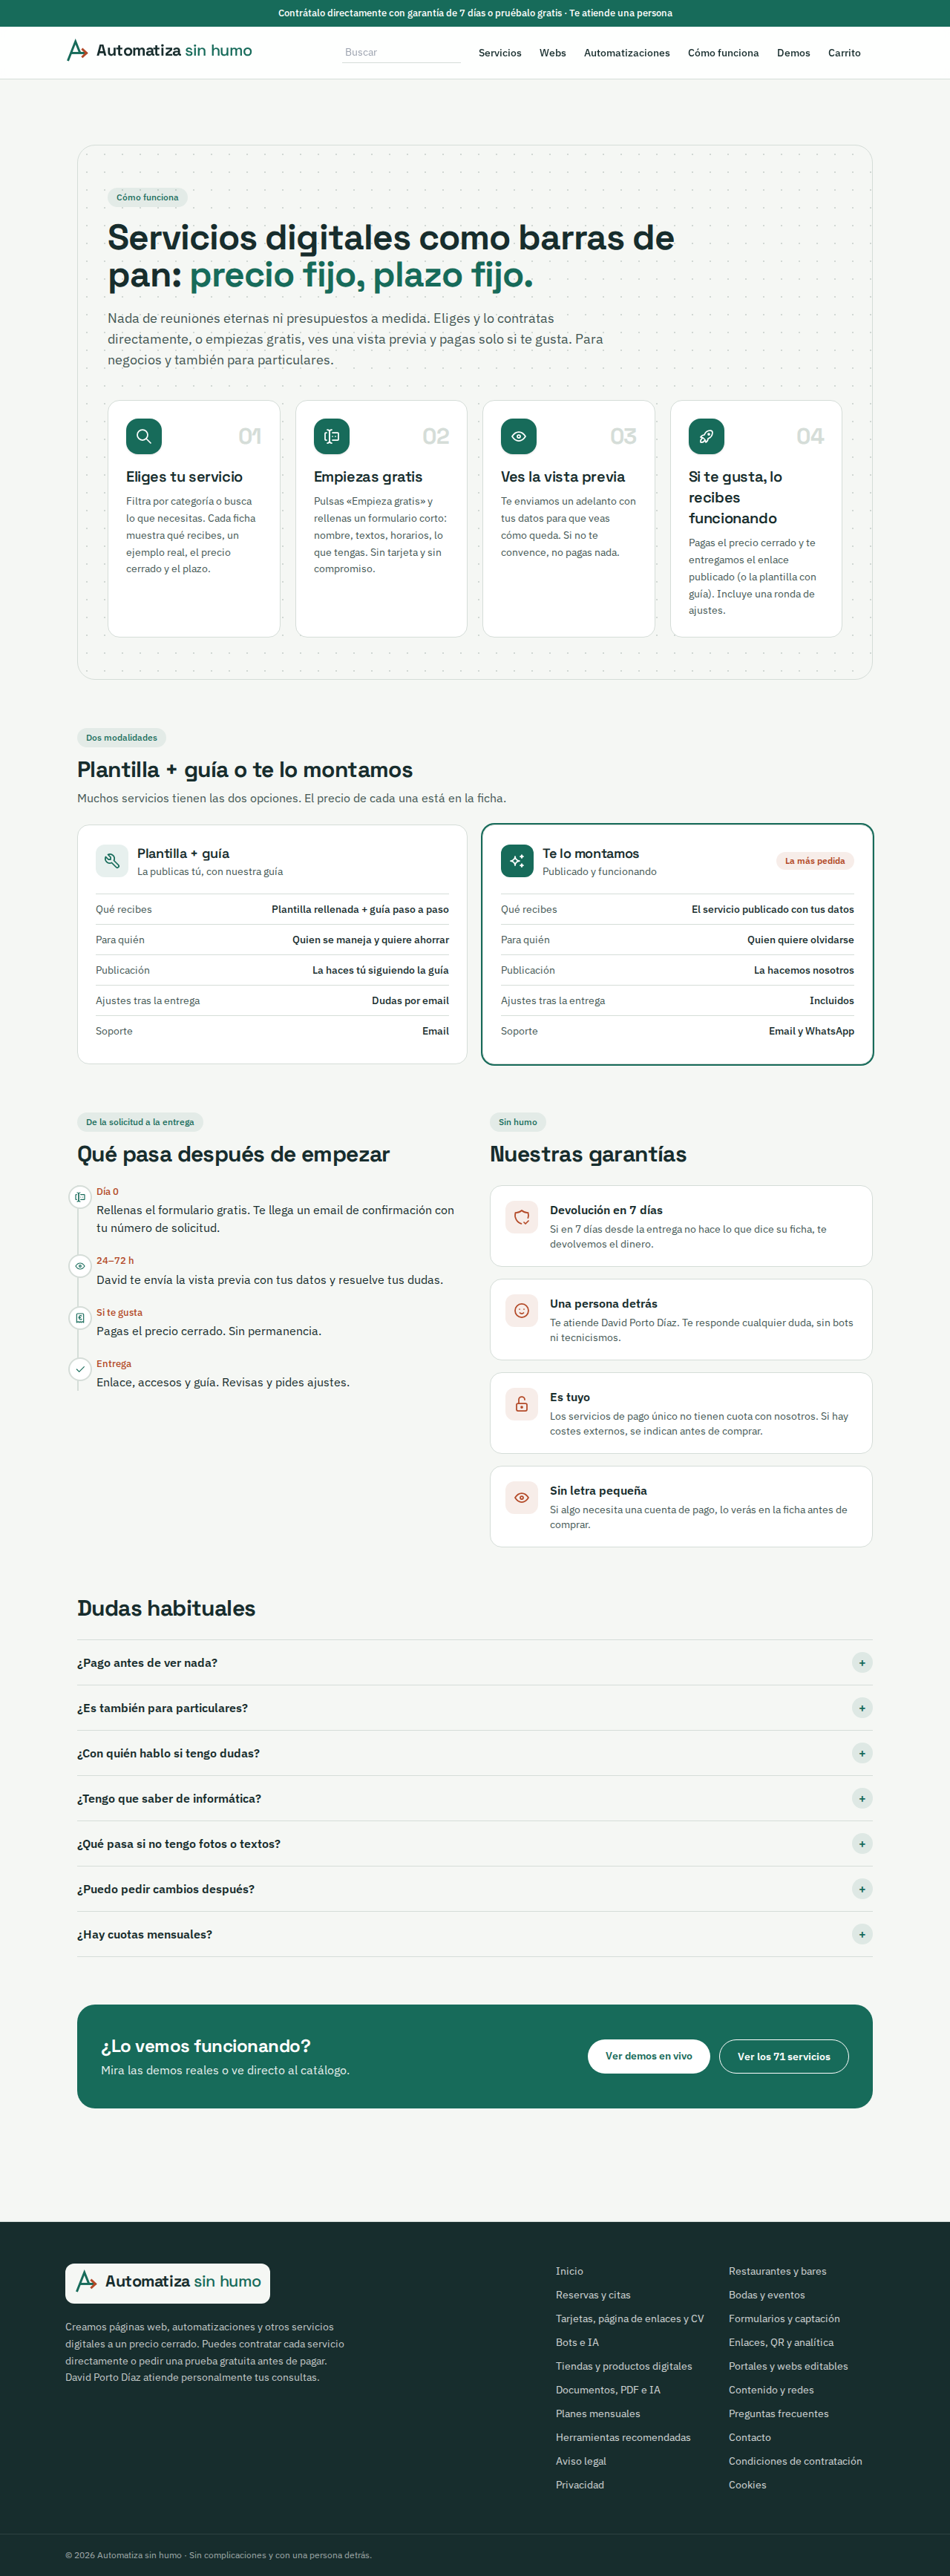 Contrátalo directamente con garantía de 7 días o pruébalo gratis · Te atiende una persona
Automatiza sin humo
Buscar
Servicios
Webs
Automatizaciones
Cómo funciona
Demos
Carrito
Cómo funciona
Servicios digitales como barras de
pan: precio fijo, plazo fijo.
Nada de reuniones eternas ni presupuestos a medida. Eliges y lo contratas
directamente, o empiezas gratis, ves una vista previa y pagas solo si te gusta. Para
negocios y también para particulares.
01
Eliges tu servicio
Filtra por categoría o busca
lo que necesitas. Cada ficha
muestra qué recibes, un
ejemplo real, el precio
cerrado y el plazo.
02
Empiezas gratis
Pulsas «Empieza gratis» y
rellenas un formulario corto:
nombre, textos, horarios, lo
que tengas. Sin tarjeta y sin
compromiso.
03
Ves la vista previa
Te enviamos un adelanto con
tus datos para que veas
cómo queda. Si no te
convence, no pagas nada.
04
Si te gusta, lo
recibes
funcionando
Pagas el precio cerrado y te
entregamos el enlace
publicado (o la plantilla con
guía). Incluye una ronda de
ajustes.
Dos modalidades
Plantilla + guía o te lo montamos
Muchos servicios tienen las dos opciones. El precio de cada una está en la ficha.
Plantilla + guía
La publicas tú, con nuestra guía
Qué recibes Plantilla rellenada + guía paso a paso
Para quién Quien se maneja y quiere ahorrar
Publicación La haces tú siguiendo la guía
Ajustes tras la entrega Dudas por email
Soporte Email
Te lo montamos
Publicado y funcionando
La más pedida
Qué recibes El servicio publicado con tus datos
Para quién Quien quiere olvidarse
Publicación La hacemos nosotros
Ajustes tras la entrega Incluidos
Soporte Email y WhatsApp
De la solicitud a la entrega
Qué pasa después de empezar
Día 0
Rellenas el formulario gratis. Te llega un email de confirmación con
tu número de solicitud.
24–72 h
David te envía la vista previa con tus datos y resuelve tus dudas.
Si te gusta
Pagas el precio cerrado. Sin permanencia.
Entrega
Enlace, accesos y guía. Revisas y pides ajustes.
Sin humo
Nuestras garantías
Devolución en 7 días
Si en 7 días desde la entrega no hace lo que dice su ficha, te
devolvemos el dinero.
Una persona detrás
Te atiende David Porto Díaz. Te responde cualquier duda, sin bots
ni tecnicismos.
Es tuyo
Los servicios de pago único no tienen cuota con nosotros. Si hay
costes externos, se indican antes de comprar.
Sin letra pequeña
Si algo necesita una cuenta de pago, lo verás en la ficha antes de
comprar.
Dudas habituales
¿Pago antes de ver nada? +
¿Es también para particulares? +
¿Con quién hablo si tengo dudas? +
¿Tengo que saber de informática? +
¿Qué pasa si no tengo fotos o textos? +
¿Puedo pedir cambios después? +
¿Hay cuotas mensuales? +
¿Lo vemos funcionando?
Mira las demos reales o ve directo al catálogo.
Ver demos en vivo
Ver los 71 servicios
Automatiza sin humo
Creamos páginas web, automatizaciones y otros servicios
digitales a un precio cerrado. Puedes contratar cada servicio
directamente o pedir una prueba gratuita antes de pagar.
David Porto Díaz atiende personalmente tus consultas.
Inicio
Restaurantes y bares
Reservas y citas
Bodas y eventos
Tarjetas, página de enlaces y CV
Formularios y captación
Bots e IA
Enlaces, QR y analítica
Tiendas y productos digitales
Portales y webs editables
Documentos, PDF e IA
Contenido y redes
Planes mensuales
Preguntas frecuentes
Herramientas recomendadas
Contacto
Aviso legal
Condiciones de contratación
Privacidad
Cookies
© 2026 Automatiza sin humo · Sin complicaciones y con una persona detrás.